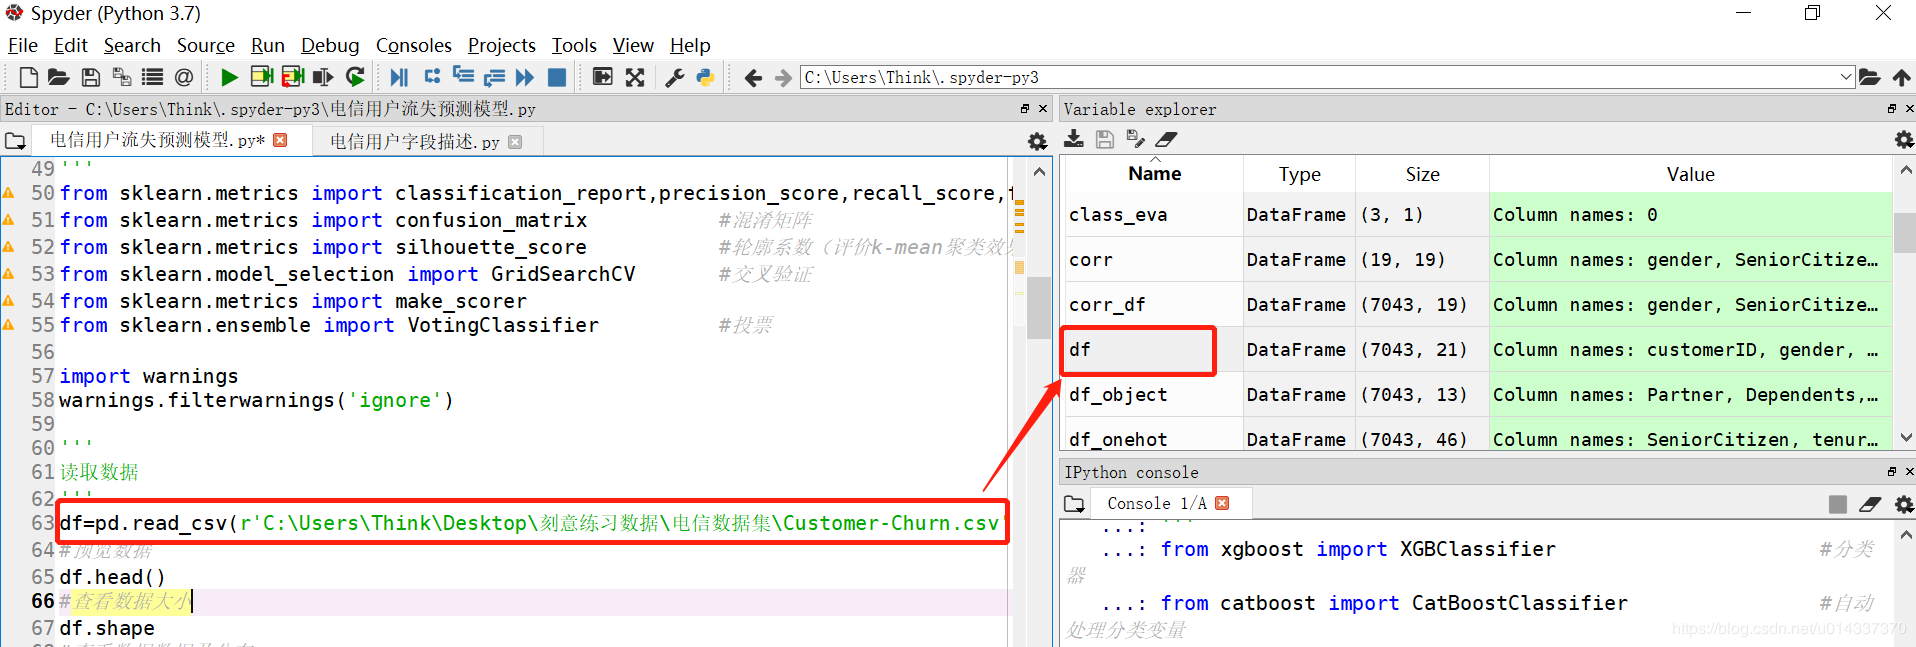 Spyder (Python 3.7)
File Edit Search Source Run Debug Consoles Projects Tools View Help
C:\Users\Think\.spyder-py3
Editor - C:\Users\Think\.spyder-py3\电信用户流失预测模型.py
电信用户流失预测模型.py*
电信用户字段描述.py
49 '''
50 from sklearn.metrics import classification_report,precision_score,recall_score,f
51 from sklearn.metrics import confusion_matrix #混淆矩阵
52 from sklearn.metrics import silhouette_score #轮廓系数（评价k-mean聚类效果
53 from sklearn.model_selection import GridSearchCV #交叉验证
54 from sklearn.metrics import make_scorer
55 from sklearn.ensemble import VotingClassifier #投票
56
57 import warnings
58 warnings.filterwarnings('ignore')
59
60 '''
61 读取数据
62 '''
63 df=pd.read_csv(r'C:\Users\Think\Desktop\刻意练习数据\电信数据集\Customer-Churn.csv'
64 #预览数据
65 df.head()
66 #查看数据大小
67 df.shape
Variable explorer
Name Type Size Value
class_eva DataFrame (3, 1) Column names: 0
corr DataFrame (19, 19) Column names: gender, SeniorCitize…
corr_df DataFrame (7043, 19) Column names: gender, SeniorCitize…
df DataFrame (7043, 21) Column names: customerID, gender, …
df_object DataFrame (7043, 13) Column names: Partner, Dependents,…
df_onehot DataFrame (7043, 46) Column names: SeniorCitizen, tenur…
IPython console
Console 1/A
...: '''
...: from xgboost import XGBClassifier #分类
器
...: from catboost import CatBoostClassifier #自动
处理分类变量
https://blog.csdn.net/u014337370